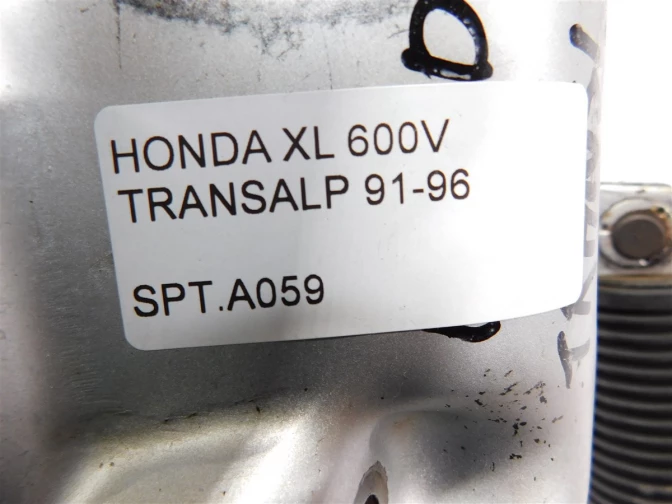 HONDA XL 600V
TRANSALP 91-96
SPT.A059